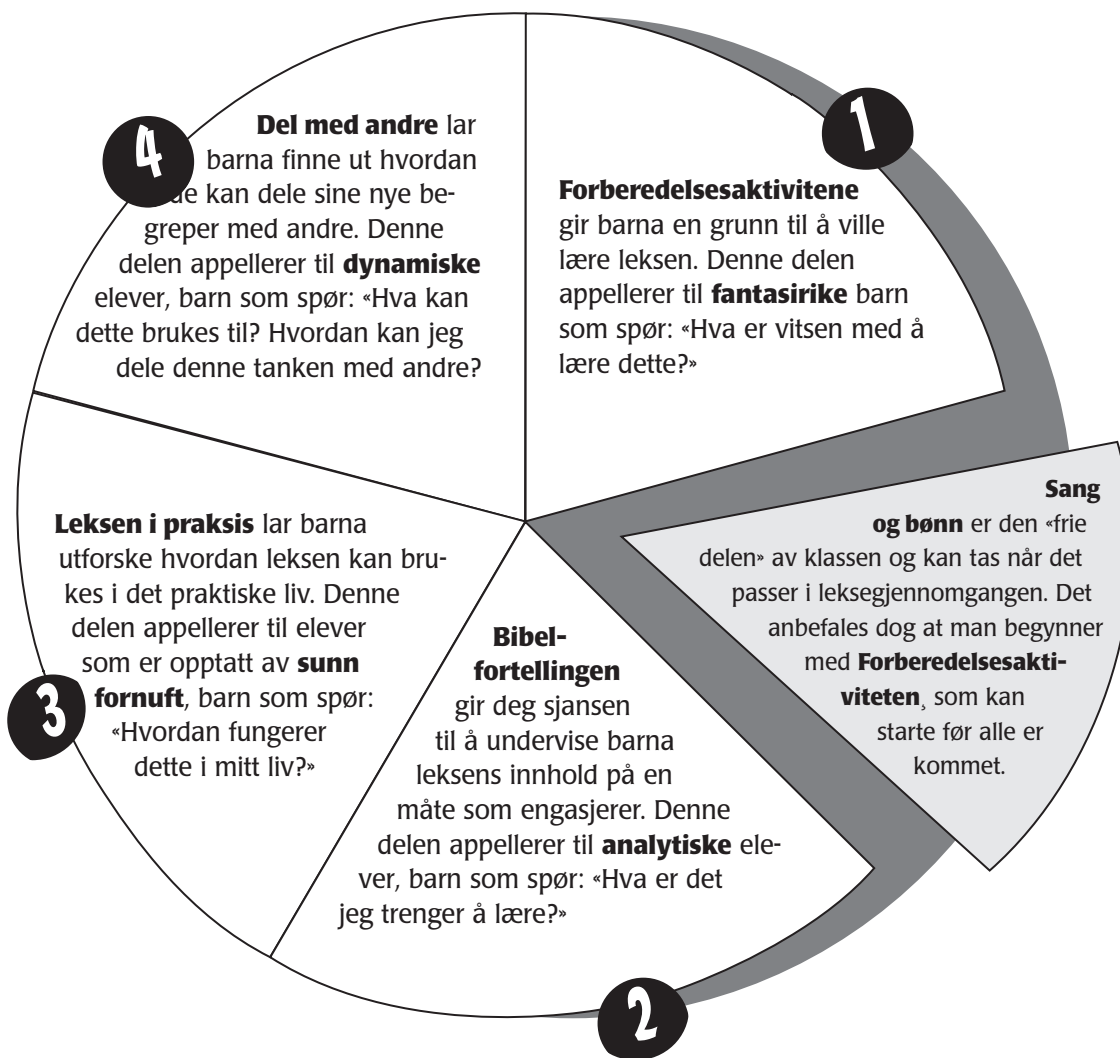 1
Forberedelsesaktivitene
gir barna en grunn til å ville
lære leksen. Denne delen
appellerer til fantasirike barn
som spør: «Hva er vitsen med å
lære dette?»
Sang
og bønn er den «frie
delen» av klassen og kan tas når det
passer i leksegjennomgangen. Det
anbefales dog at man begynner
med Forberedelsesakti-
viteten, som kan
starte før alle er
kommet.
2
Bibel-
fortellingen
gir deg sjansen
til å undervise barna
leksens innhold på en
måte som engasjerer. Denne
delen appellerer til analytiske ele-
ver, barn som spør: «Hva er det
jeg trenger å lære?»
3
Leksen i praksis lar barna
utforske hvordan leksen kan bru-
kes i det praktiske liv. Denne
delen appellerer til elever
som er opptatt av sunn
fornuft, barn som spør:
«Hvordan fungerer
dette i mitt liv?»
4
Del med andre lar
barna finne ut hvordan
de kan dele sine nye be-
greper med andre. Denne
delen appellerer til dynamiske
elever, barn som spør: «Hva kan
dette brukes til? Hvordan kan jeg
dele denne tanken med andre?